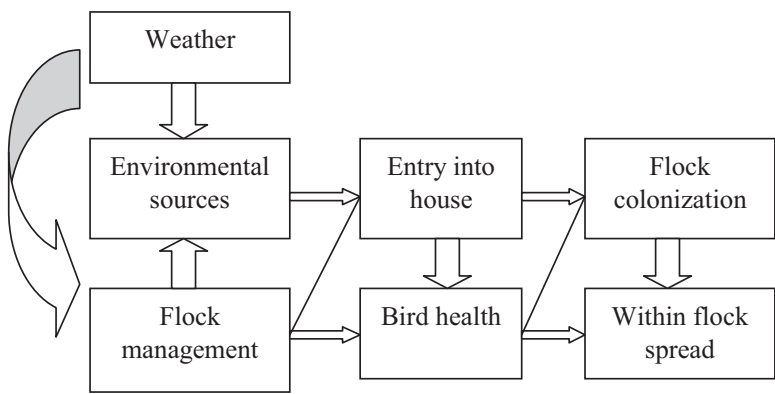 Weather
Environmental
sources
Entry into
house
Flock
colonization
Flock
management
Bird health
Within flock
spread